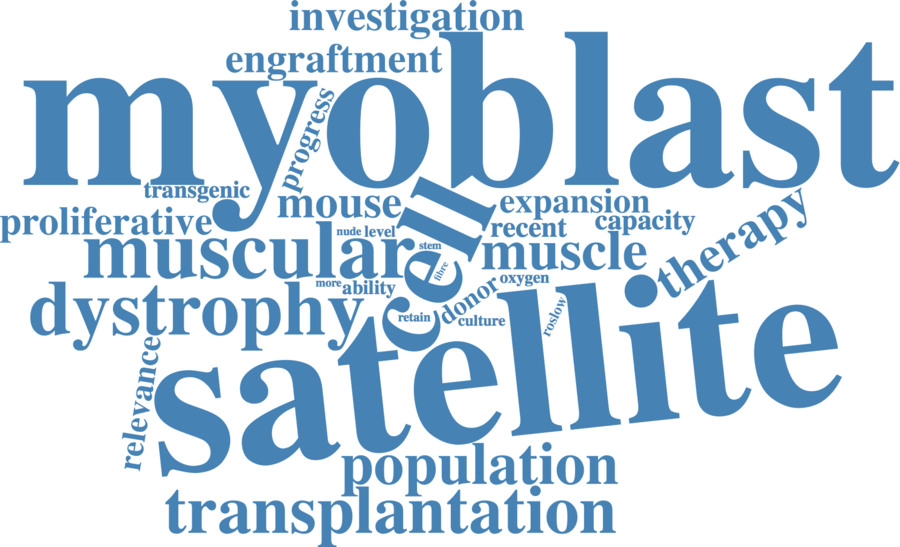 investigation
engraftment
myoblast
progress
transgenic
mouse
cell
expansion
proliferative
recent
capacity
nude
level
muscular
stem
muscle
therapy
fibre
more
ability
donor
oxygen
dystrophy
retain
culture
roslow
satellite
relevance
population
transplantation